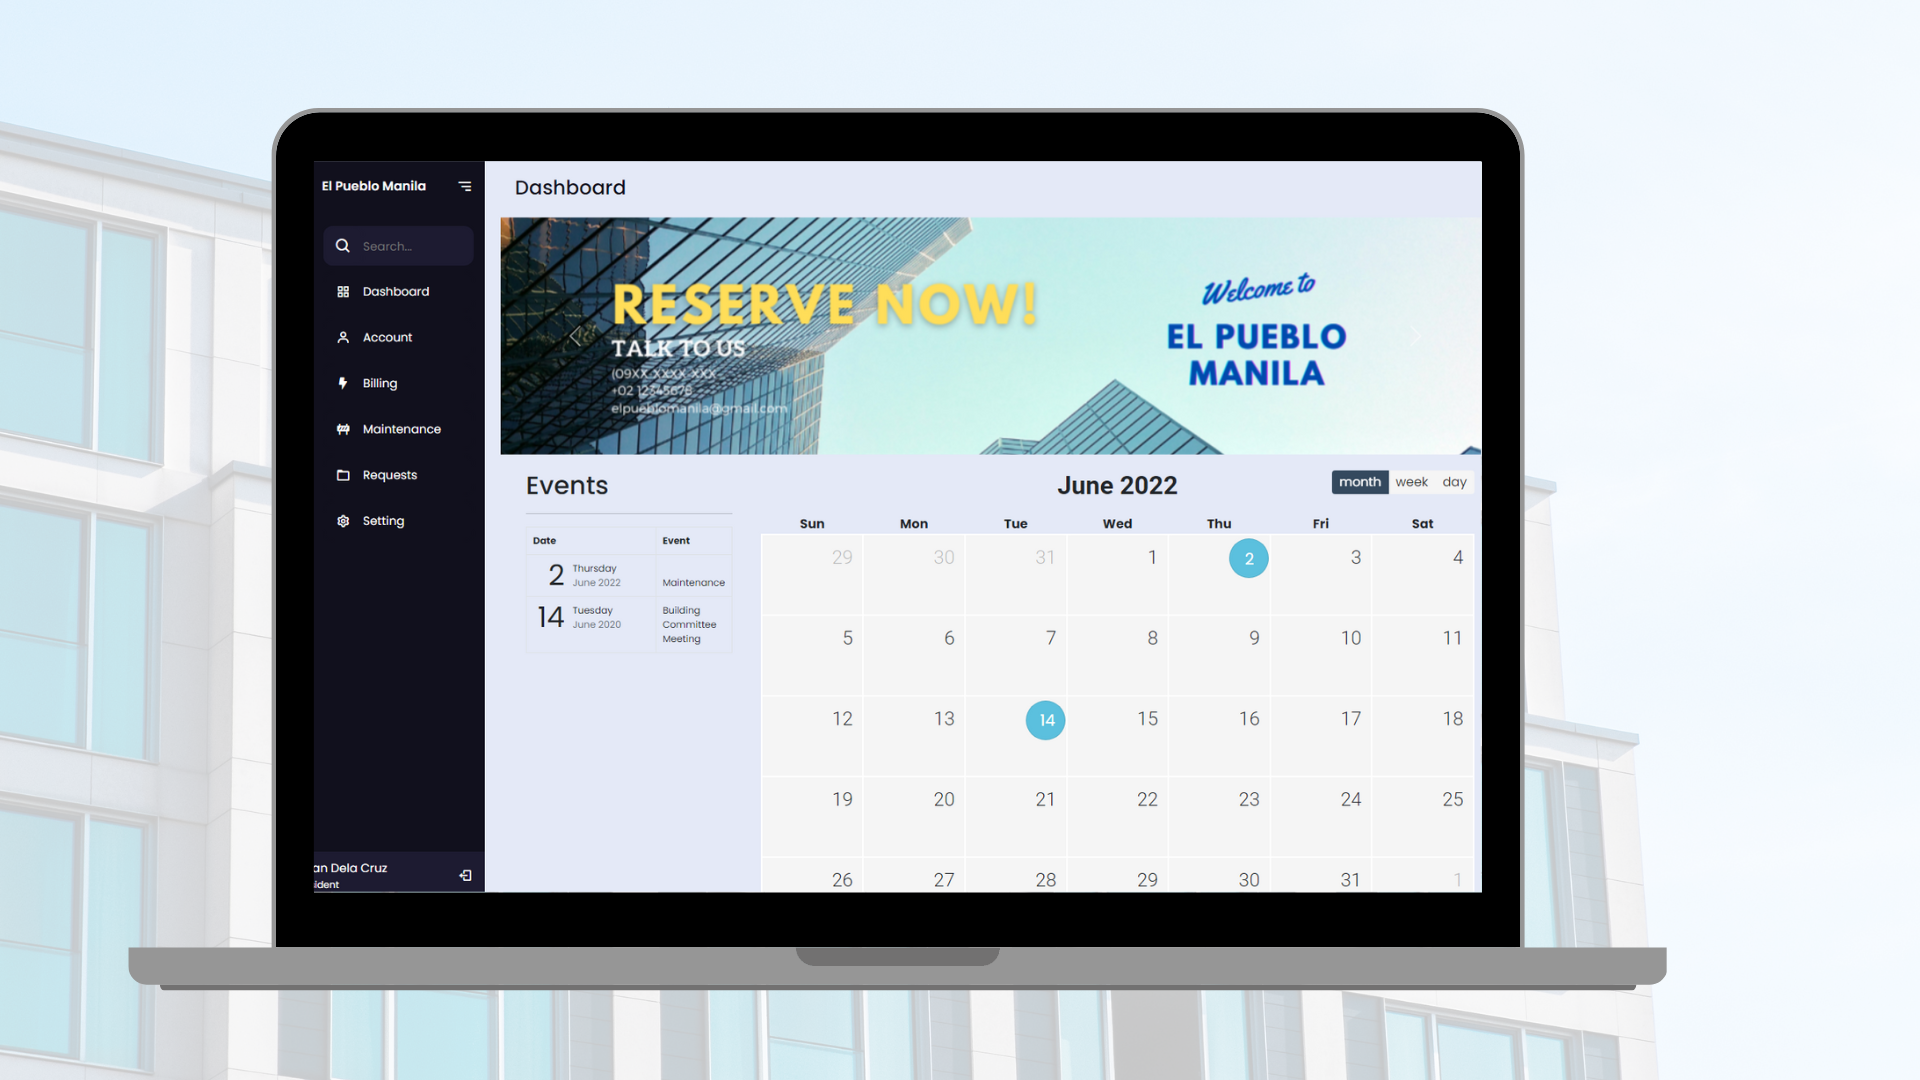 El Pueblo Manila
Search...
Dashboard
Account
Billing
Maintenance
Requests
Setting
an Dela Cruz
ident
Dashboard
RESERVE NOW!
TALK TO US
(09XX XXXX-XXX
+02 12345678
elpueblomanila@gmail.com
Welcome to
EL PUEBLO
MANILA
Events
Date Event
2 Thursday
June 2022 Maintenance
14 Tuesday Building
June 2020 Committee
Meeting
June 2022
month week day
Sun Mon Tue Wed Thu Fri Sat
29 30 31 1 2 3 4
5 6 7 8 9 10 11
12 13 14 15 16 17 18
19 20 21 22 23 24 25
26 27 28 29 30 31 1